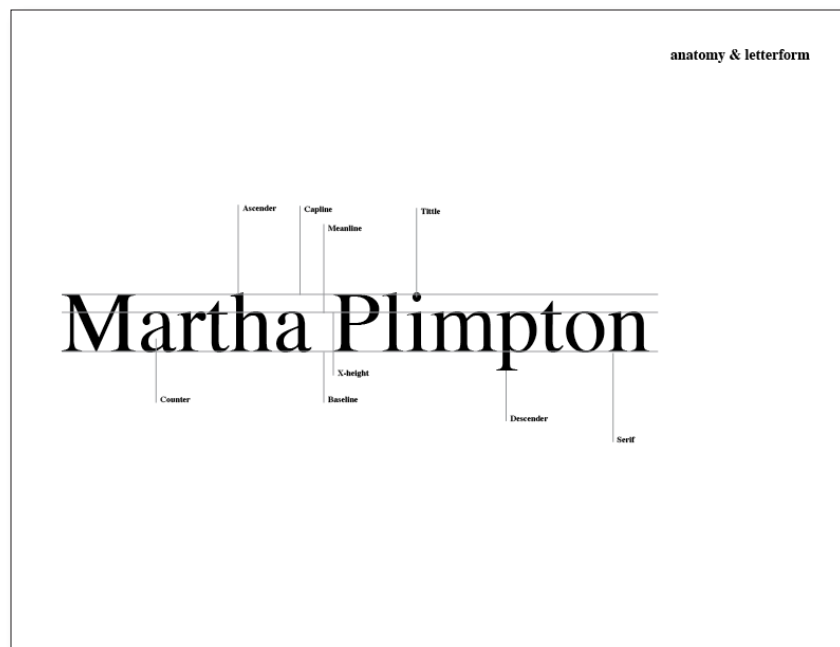 anatomy & letterform
Ascender
Capline
Tittle
Meanline
Martha Plimpton
X-height
Counter
Baseline
Descender
Serif